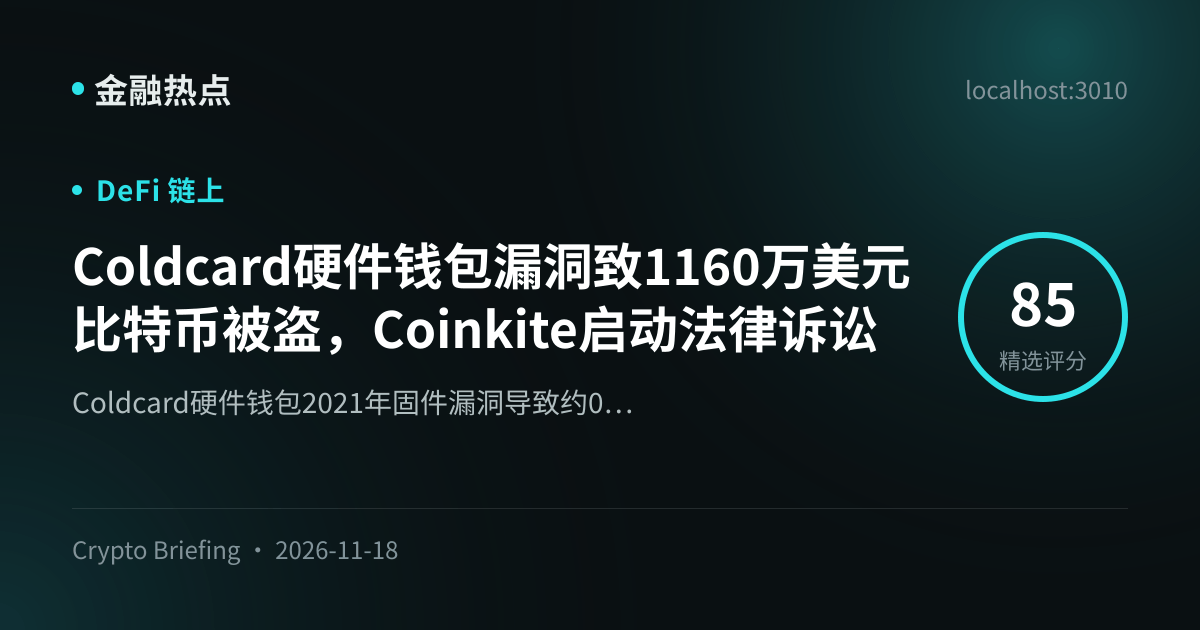 金融热点
localhost:3010
DeFi 链上
Coldcard硬件钱包漏洞致1160万美元
比特币被盗，Coinkite启动法律诉讼
85
精选评分
Coldcard硬件钱包2021年固件漏洞导致约0…
Crypto Briefing · 2026-11-18